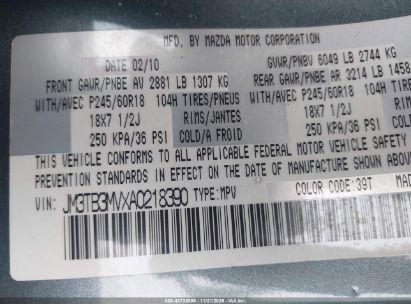 MFD. BY MAZDA MOTOR CORPORATION
DATE 02/10 GVWR/PNBV 6049 LB 2744 KG
FRONT GAWR/PNBE AV 2881 LB 1307 KG REAR GAWR/PNBE AR 3214 LB 1458
WITH/AVEC P245/60R18 104H TIRES/PNEUS WITH/AVEC P245/60R18 104H
18X7 1/2J RIMS/JANTES 18X7 1/2J
250 KPA/36 PSI COLD/A FROID 250 KPA/36 PSI
THIS VEHICLE CONFORMS TO ALL APPLICABLE FEDERAL MOTOR VEHICLE
PREVENTION STANDARDS IN EFFECT ON THE DATE OF MANUFACTURE SHOWN ABOVE
VIN: JM3TB3MVXA0218390 TYPE: MPV COLOR CODE: 39T